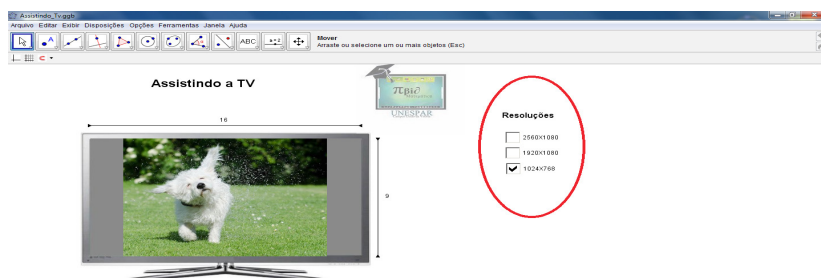 Assistindo_Tv.ggb
Arquivo Editar Exibir Disposições Opções Ferramentas Janela Ajuda
ABC
a=2
Mover
Arraste ou selecione um ou mais objetos (Esc)
Assistindo a TV
UNESPAR
16
9
Resoluções
2560X1080
1920X1080
1024X768